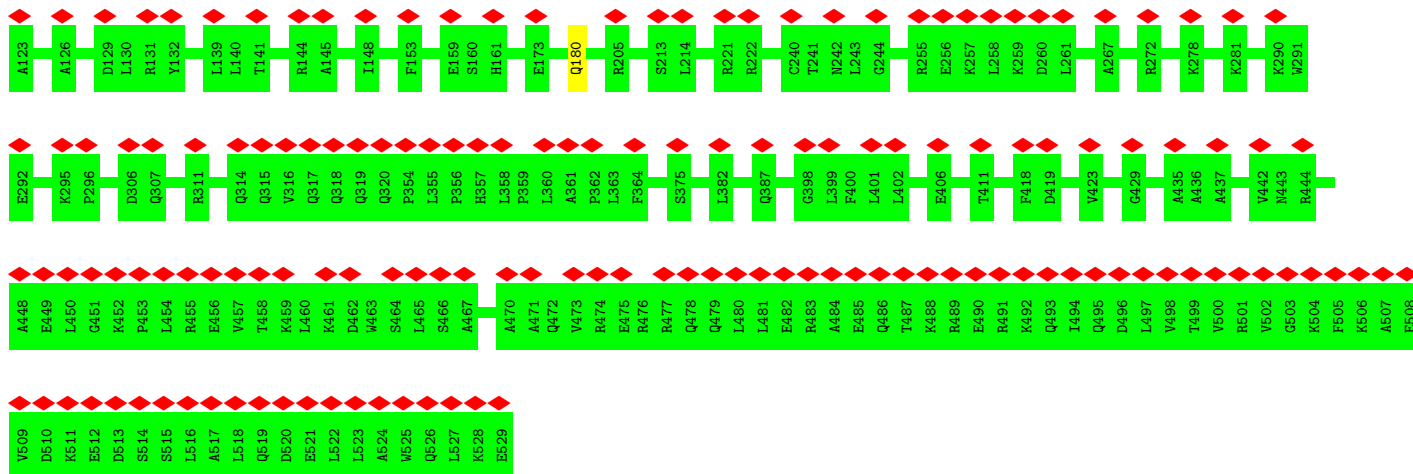 A123 A126 D129 L130 R131 Y132 L139 L140 T141 R144 A145 I148 F153 E159 S160 H161 E173 Q180 R205 S213 L214 R221 R222 C240 T241 N242 L243 G244 R255 E256 K257 L258 K259 D260 L261 A267 R272 K278 K281 K290 W291
E292 K295 P296 D306 Q307 R311 Q314 Q315 V316 Q317 Q318 Q319 Q320 P354 L355 P356 H357 L358 P359 L360 A361 P362 L363 F364 S375 L382 Q387 G398 L399 F400 L401 L402 E406 T411 F418 D419 V423 G429 A435 A436 A437 V442 N443 R444
A448 E449 L450 G451 K452 P453 L454 R455 E456 V457 T458 K459 L460 K461 D462 W463 S464 L465 S466 A467 A470 A471 Q472 V473 R474 E475 R476 R477 Q478 Q479 L480 L481 E482 R483 A484 E485 Q486 T487 K488 R489 E490 R491 K492 Q493 I494 Q495 D496 L497 V498 T499 V500 R501 V502 G503 K504 F505 K506 A507 E508
V509 D510 K511 E512 D513 S514 S515 L516 A517 L518 Q519 D520 E521 L522 L523 A524 W525 Q526 L527 K528 E529